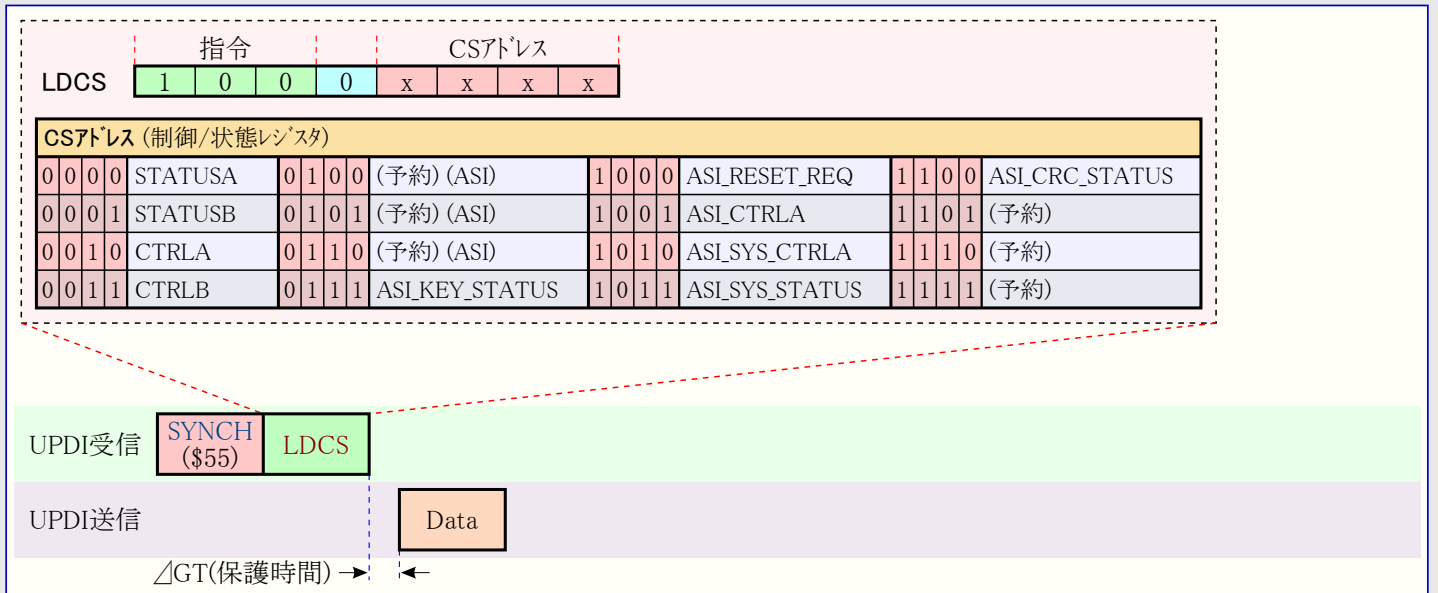 指令 CSアドレス
LDCS 1 0 0 0 x x x x
CSアドレス (制御/状態レジスタ)
0 0 0 0 STATUSA 0 1 0 0 (予約) (ASI) 1 0 0 0 ASI_RESET_REQ 1 1 0 0 ASI_CRC_STATUS
0 0 0 1 STATUSB 0 1 0 1 (予約) (ASI) 1 0 0 1 ASI_CTRLA 1 1 0 1 (予約)
0 0 1 0 CTRLA 0 1 1 0 (予約) (ASI) 1 0 1 0 ASI_SYS_CTRLA 1 1 1 0 (予約)
0 0 1 1 CTRLB 0 1 1 1 ASI_KEY_STATUS 1 0 1 1 ASI_SYS_STATUS 1 1 1 1 (予約)
UPDI受信 SYNCH ($55) LDCS
UPDI送信 Data
⊿GT(保護時間)